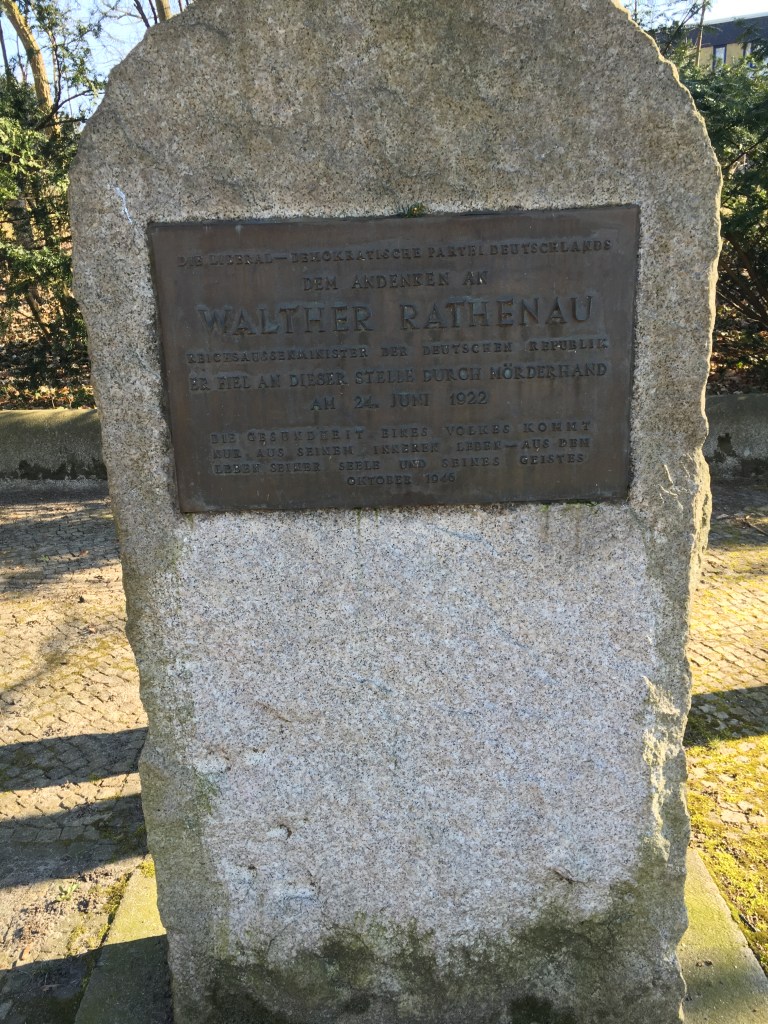 DIE LIBERAL–DEMOKRATISCHE PARTEI DEUTSCHLANDS
DEM ANDENKEN AN
WALTHER RATHENAU
REICHSAUSSENMINISTER DER DEUTSCHEN REPUBLIK
ER FIEL AN DIESER STELLE DURCH MÖRDERHAND
AM 24. JUNI 1922
DIE GESUNDHEIT EINES VOLKES KOMMT
NUR AUS SEINEM INNEREN LEBEN–AUS DEM
LEBEN SEINER SEELE UND SEINES GEISTES
OKTOBER 1946